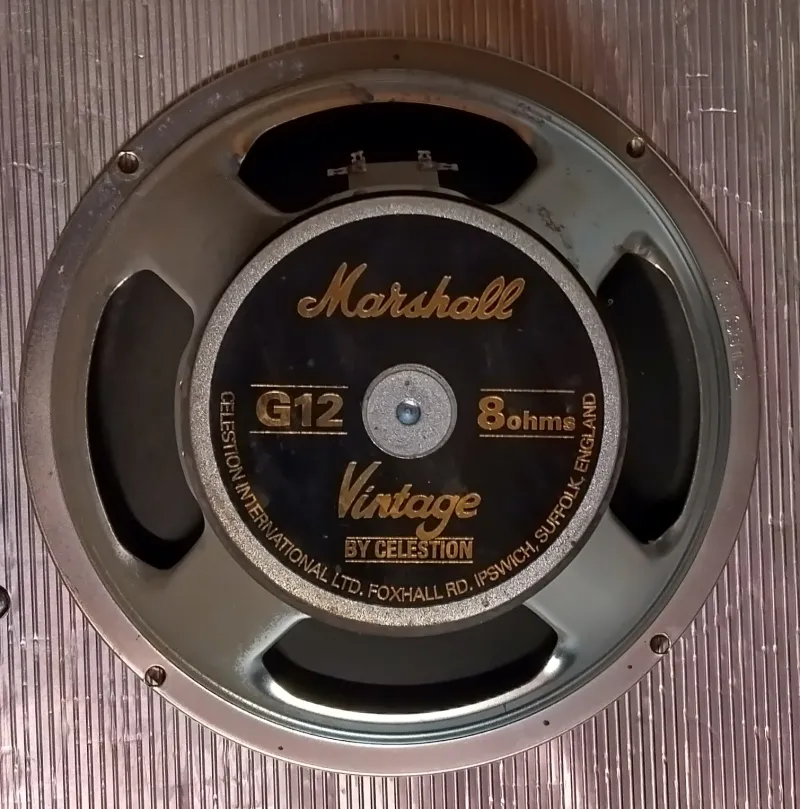 Marshall
G12
8ohms
Vintage
BY CELESTION
CELESTION INTERNATIONAL LTD. FOXHALL RD. IPSWICH, SUFFOLK, ENGLAND